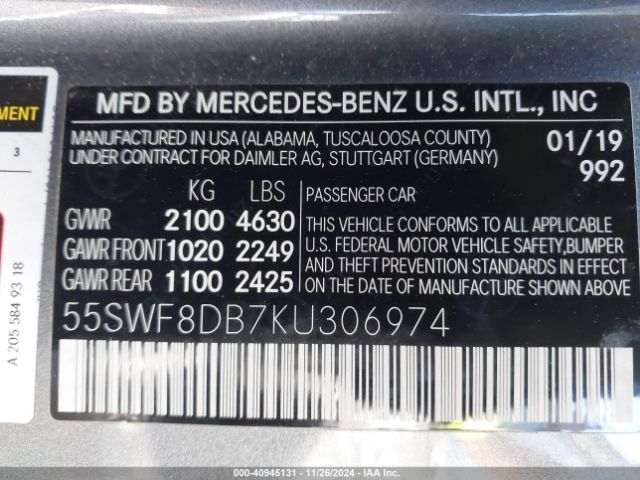 MFD BY MERCEDES-BENZ U.S. INTL., INC
MANUFACTURED IN USA (ALABAMA, TUSCALOOSA COUNTY)
UNDER CONTRACT FOR DAIMLER AG, STUTTGART (GERMANY)
01/19
992
KG LBS
GVWR 2100 4630
GAWR FRONT 1020 2249
GAWR REAR 1100 2425
PASSENGER CAR
THIS VEHICLE CONFORMS TO ALL APPLICABLE
U.S. FEDERAL MOTOR VEHICLE SAFETY,BUMPER
AND THEFT PREVENTION STANDARDS IN EFFECT
ON THE DATE OF MANUFACTURE SHOWN ABOVE
55SWF8DB7KU306974
EMENT
3
A 205 584 93 18
000-40945131 - 11/26/2024 - IAAI.COM